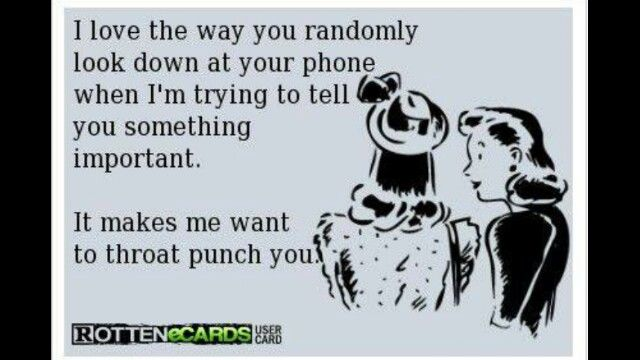 I love the way you randomly
look down at your phone
when I'm trying to tell
you something
important.
It makes me want
to throat punch you.
ROTTENeCARDS USER
CARD